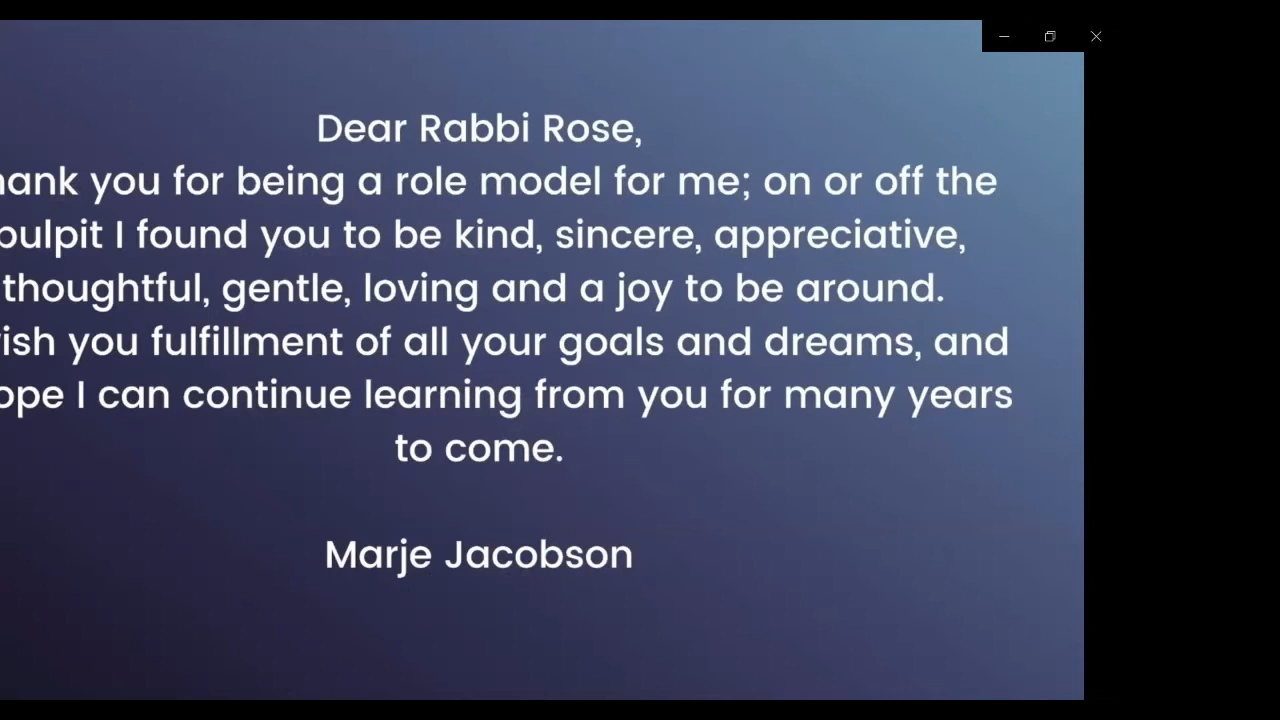 Dear Rabbi Rose,
hank you for being a role model for me; on or off the
pulpit I found you to be kind, sincere, appreciative,
thoughtful, gentle, loving and a joy to be around.
ish you fulfillment of all your goals and dreams, and
ope I can continue learning from you for many years
to come.
Marje Jacobson